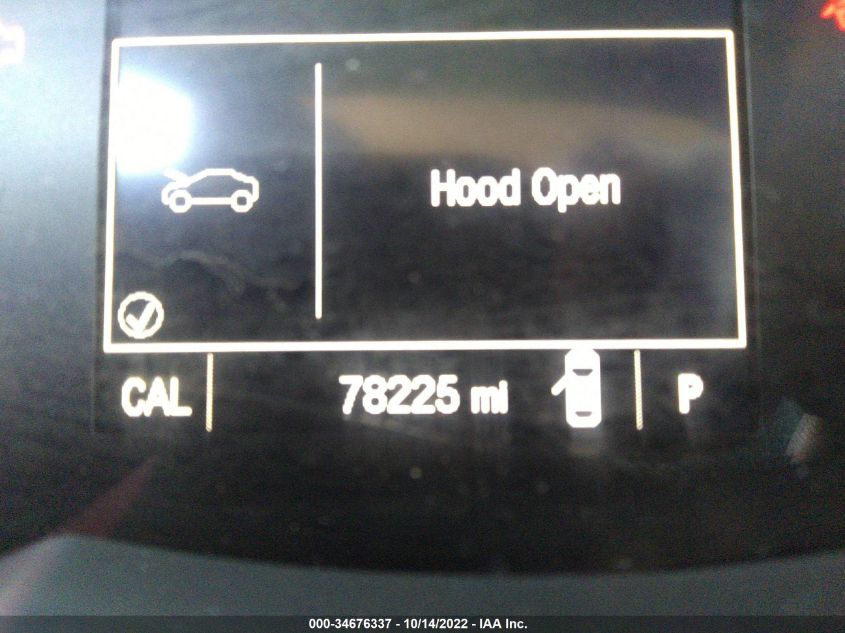 Hood Open
CAL
78225 mi
P
000-34676337 - 10/14/2022 - IAA Inc.